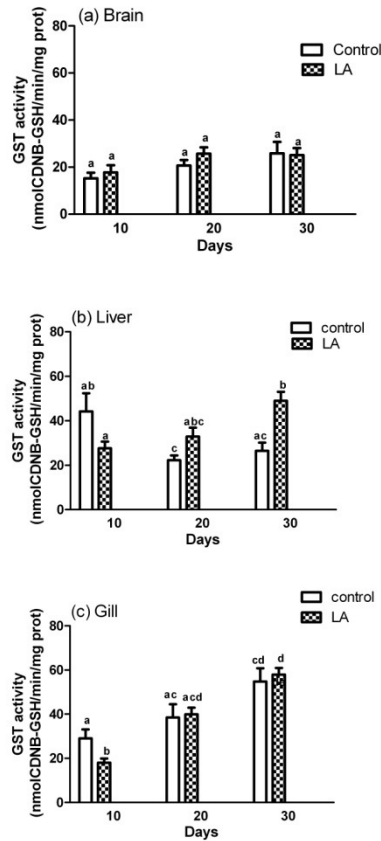 (a) Brain
Control
LA
GST activity
(nmolCDNB-GSH/min/mg prot)
80
60
40
20
0
a a a a a a
10 20 30
Days
(b) Liver
control
LA
GST activity
(nmolCDNB-GSH/min/mg prot)
80
60
40
20
0
ab a c abc ac b
10 20 30
Days
(c) Gill
control
LA
GST activity
(nmolCDNB-GSH/min/mg prot)
80
60
40
20
0
a b ac acd cd d
10 20 30
Days